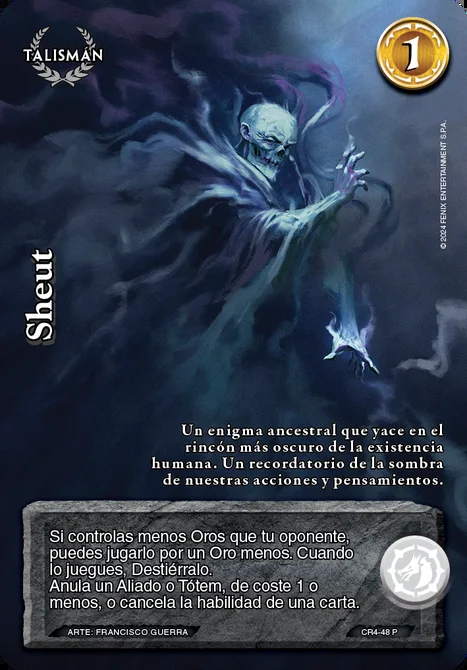 TALISMÁN
1
© 2024 FENIX ENTERTAINMENT S.P.A.
Sheut
Un enigma ancestral que yace en el
rincón más oscuro de la existencia
humana. Un recordatorio de la sombra
de nuestras acciones y pensamientos.
Si controlas menos Oros que tu oponente,
puedes jugarlo por un Oro menos. Cuando
lo juegues, Destiérralo.
Anula un Aliado o Tótem, de coste 1 o
menos, o cancela la habilidad de una carta.
ARTE: FRANCISCO GUERRA
CR4-48 P